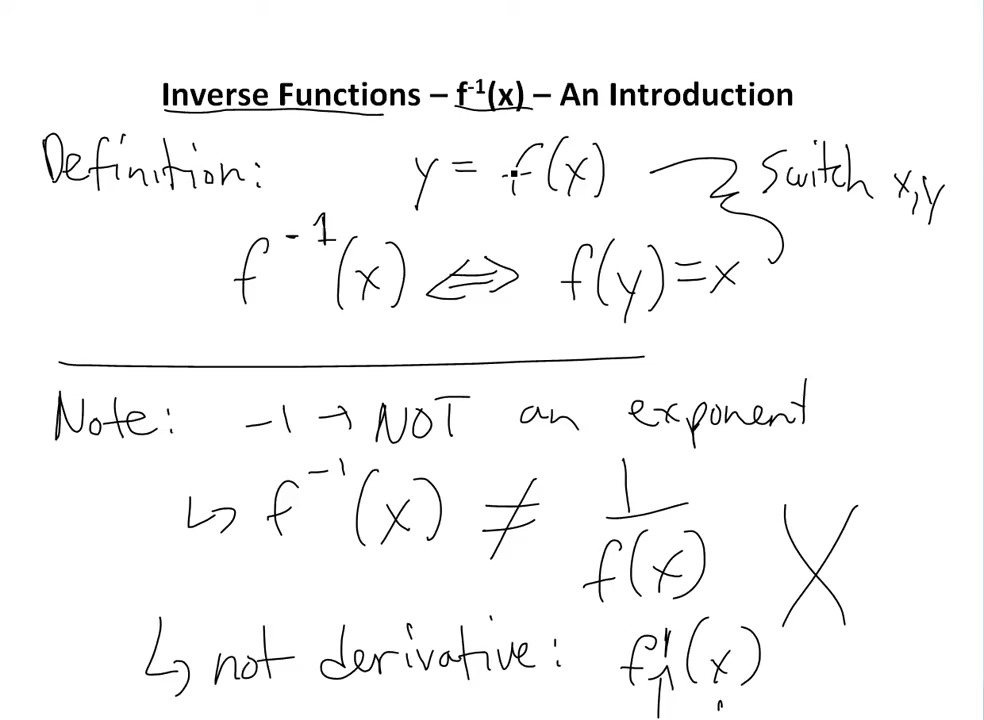 Inverse Functions – f⁻¹(x) – An Introduction
Definition: y = f(x) Switch x,y
f⁻¹(x) ⇔ f(y) = x
Note: -1 → NOT an exponent
↳ f⁻¹(x) ≠ 1/f(x) X
↳ not derivative: f'(x)